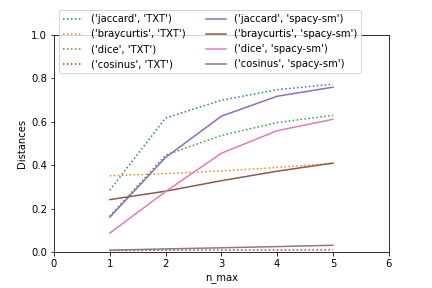 ('jaccard', 'TXT') ('jaccard', 'spacy-sm')
('braycurtis', 'TXT') ('braycurtis', 'spacy-sm')
('dice', 'TXT') ('dice', 'spacy-sm')
('cosinus', 'TXT') ('cosinus', 'spacy-sm')
1.0
0.8
0.6
0.4
0.2
0.0
Distances
0 1 2 3 4 5 6
n_max